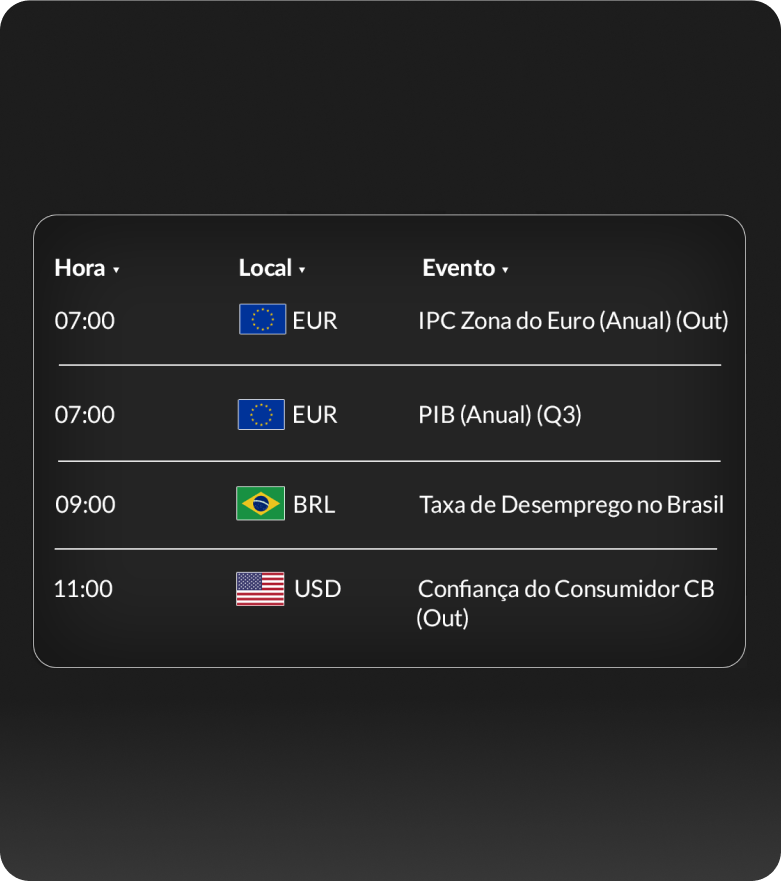 Hora Local Evento
07:00 EUR IPC Zona do Euro (Anual) (Out)
07:00 EUR PIB (Anual) (Q3)
09:00 BRL Taxa de Desemprego no Brasil
11:00 USD Confiança do Consumidor CB
(Out)